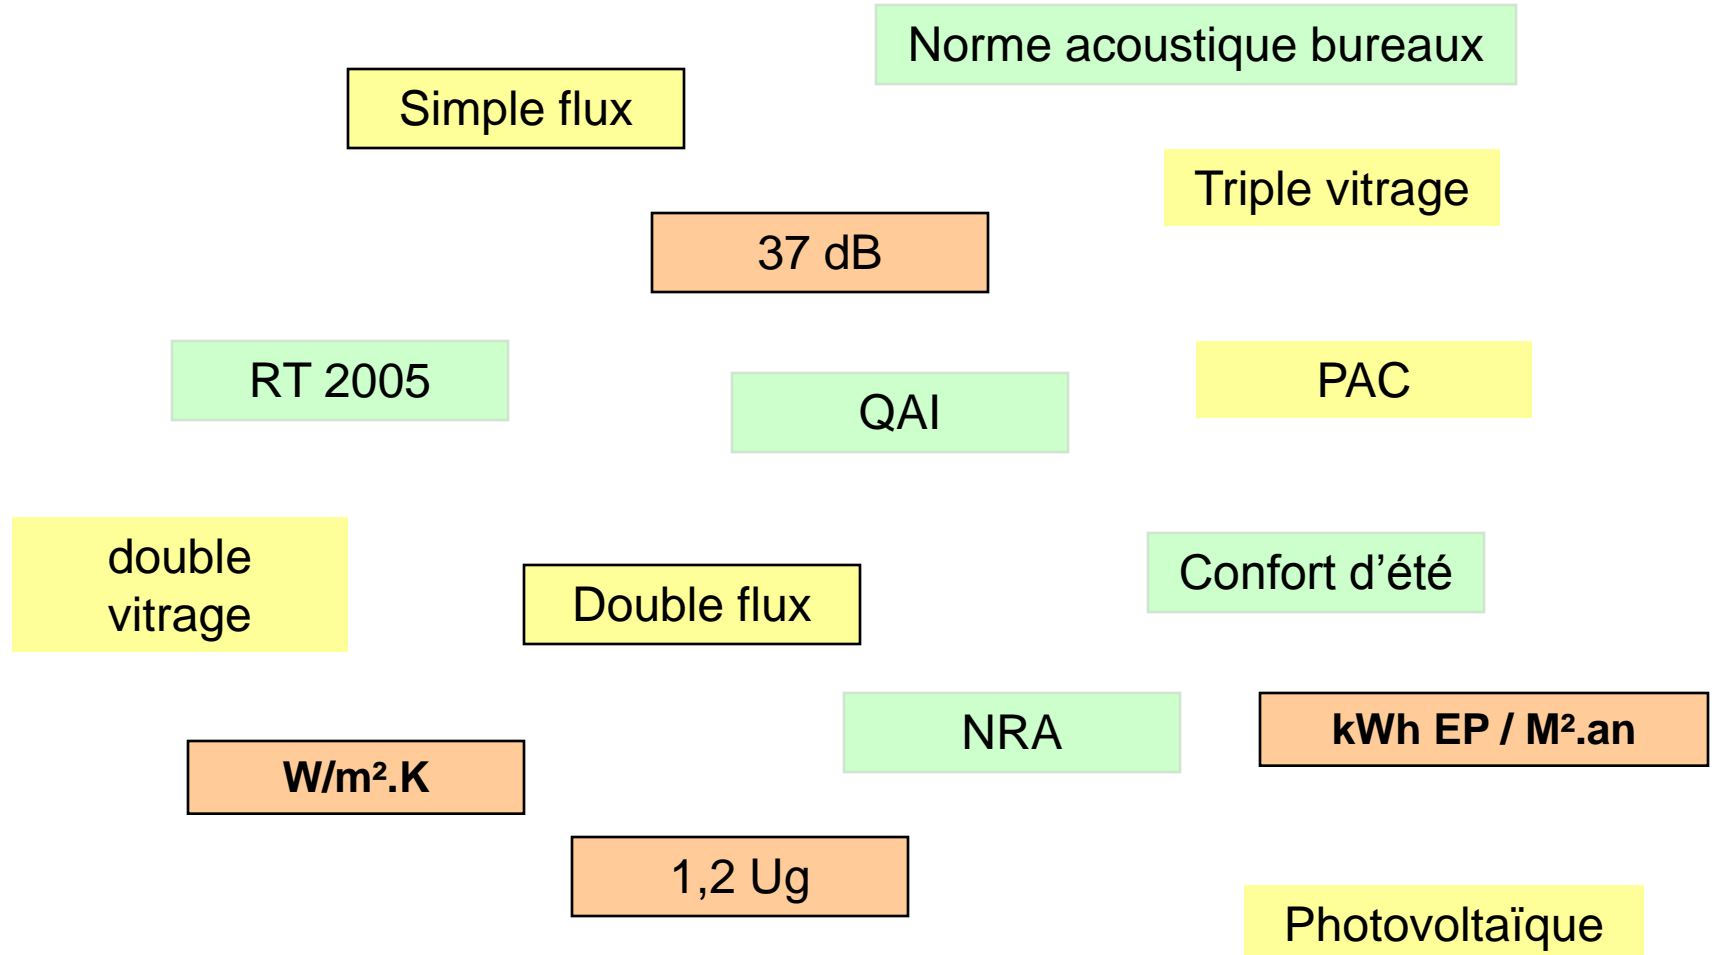 Norme acoustique bureaux
Simple flux
Triple vitrage
37 dB
RT 2005
PAC
QAI
double
vitrage
Confort d’été
Double flux
NRA
kWh EP / M².an
W/m².K
1,2 Ug
Photovoltaïque